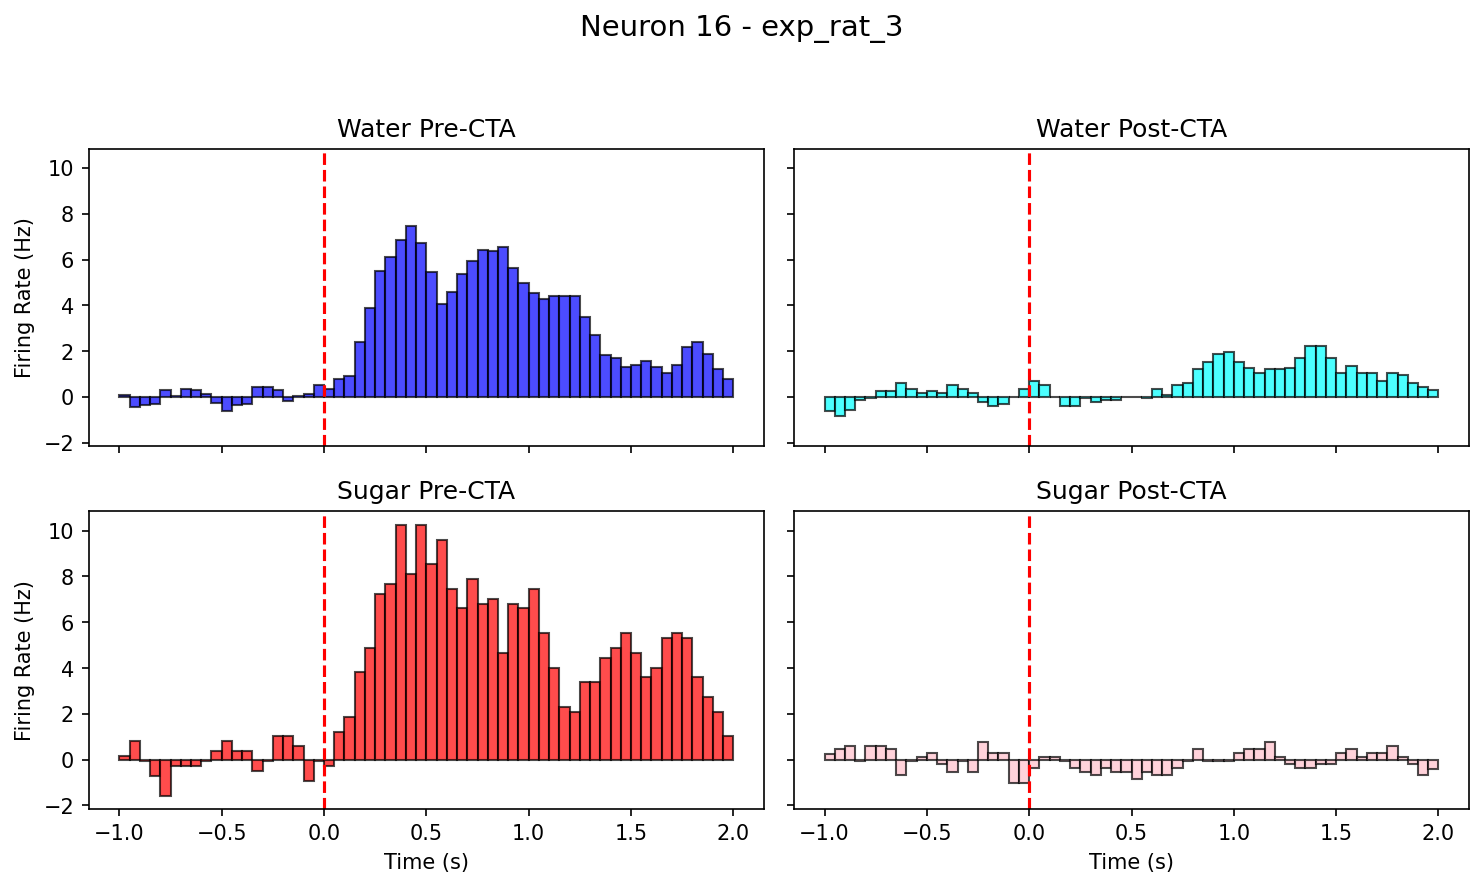 Neuron 16 - exp_rat_3
Water Pre-CTA
Water Post-CTA
Firing Rate (Hz)
10
8
6
4
2
0
−2
Sugar Pre-CTA
Sugar Post-CTA
Firing Rate (Hz)
10
8
6
4
2
0
−2
−1.0 −0.5 0.0 0.5 1.0 1.5 2.0
−1.0 −0.5 0.0 0.5 1.0 1.5 2.0
Time (s)
Time (s)